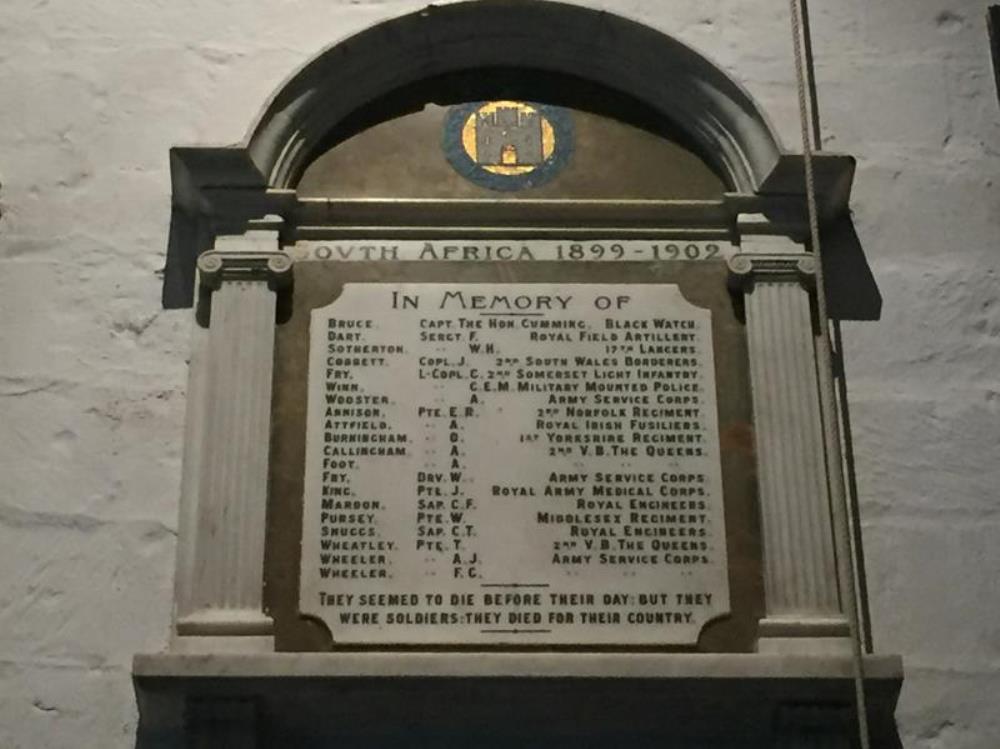 SOVTH AFRICA 1899-1902
IN MEMORY OF
BRUCE. CAPT. THE HON. CUMMING. BLACK WATCH.
DART. SERGT. F. ROYAL FIELD ARTILLERY.
SOTHERTON. " W.H. 17TH LANCERS.
COBBETT. COPL. J. 2ND SOUTH WALES BORDERERS.
FRY. L-COPL. C. 2ND SOMERSET LIGHT INFANTRY.
WINN. " G.E.M. MILITARY MOUNTED POLICE.
WOOSTER. " A. ARMY SERVICE CORPS.
ANNISON. PTE. E.R. 2ND NORFOLK REGIMENT.
ATTFIELD. " A. ROYAL IRISH FUSILIERS.
BURNINGHAM. " O. 1ST YORKSHIRE REGIMENT.
CALLINGHAM. " A. 2ND V.B. THE QUEENS.
FOOT. " A. " " "
FRY. DRV. W. ARMY SERVICE CORPS.
KING. PTE. J. ROYAL ARMY MEDICAL CORPS.
MARDON. SAP. C.F. ROYAL ENGINEERS.
PURSEY. PTE. W. MIDDLESEX REGIMENT.
SNUGGS. SAP. C.T. ROYAL ENGINEERS.
WHEATLEY. PTE. T. 2ND V.B. THE QUEENS.
WHEELER. " A.J. ARMY SERVICE CORPS.
WHEELER. " F.C. " " "
THEY SEEMED TO DIE BEFORE THEIR DAY: BUT THEY
WERE SOLDIERS: THEY DIED FOR THEIR COUNTRY.